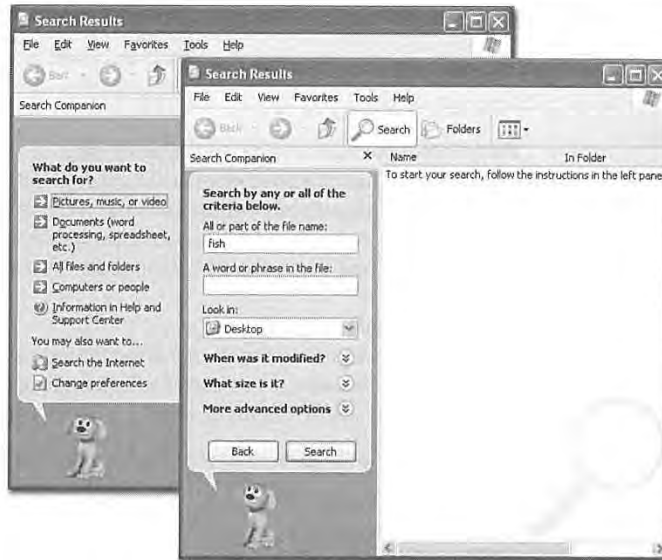 Search Results
File Edit View Favorites Tools Help
Back
Search Companion
What do you want to
search for?
Pictures, music, or video
Documents (word
processing, spreadsheet,
etc.)
All files and folders
Computers or people
Information in Help and
Support Center
You may also want to...
Search the Internet
Change preferences
Search Results
File Edit View Favorites Tools Help
Back Search Folders
Search Companion X Name In Folder
To start your search, follow the instructions in the left pane
Search by any or all of the
criteria below.
All or part of the file name:
fish
A word or phrase in the file:
Look in:
Desktop
When was it modified?
What size is it?
More advanced options
Back Search